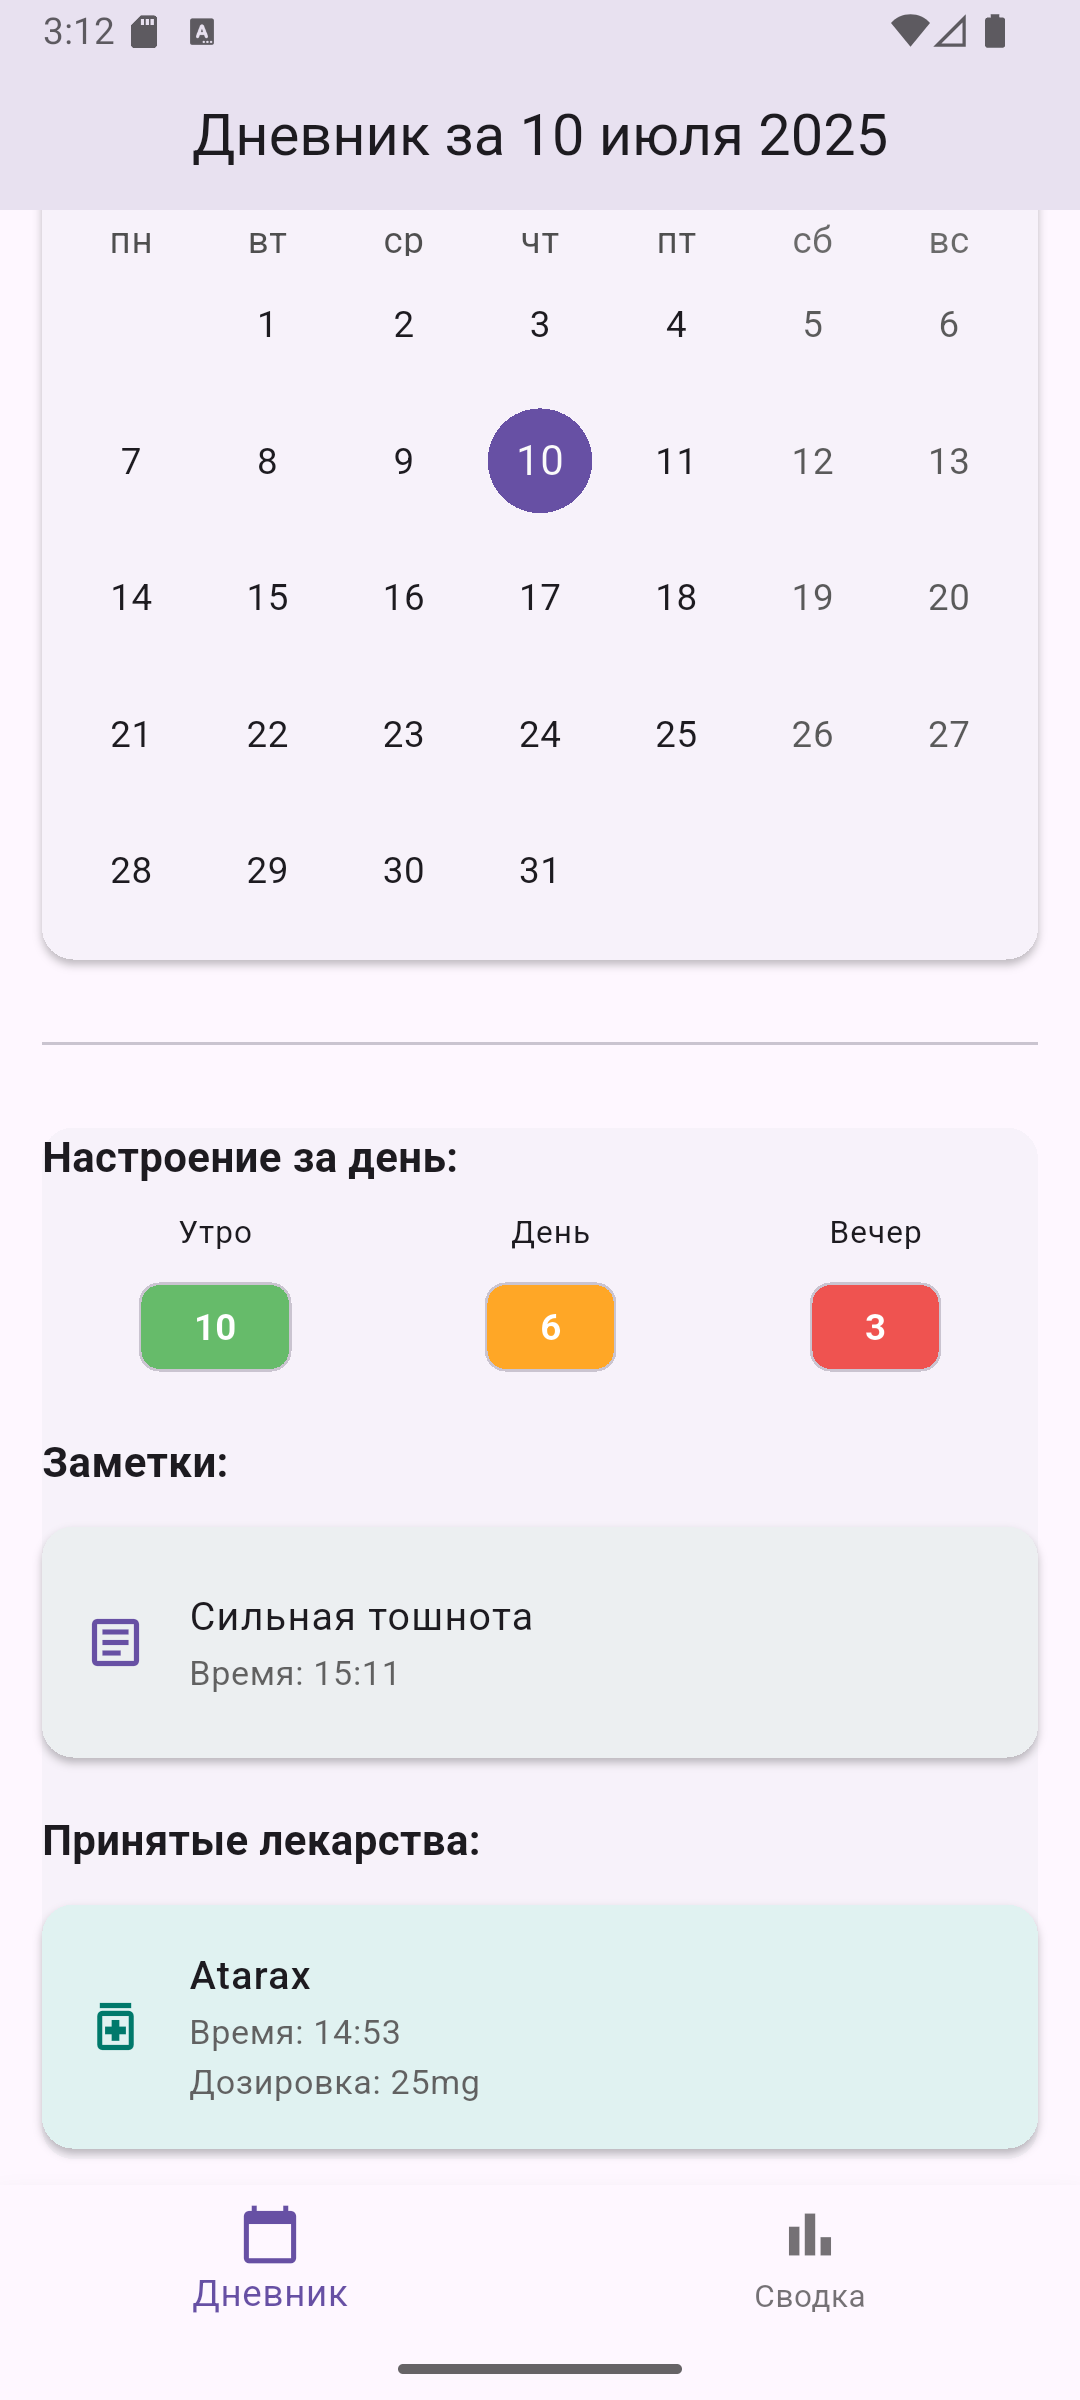 3:12
Дневник за 10 июля 2025
пн вт ср чт пт сб вс
1 2 3 4 5 6
7 8 9 10 11 12 13
14 15 16 17 18 19 20
21 22 23 24 25 26 27
28 29 30 31
Настроение за день:
Утро День Вечер
10 6 3
Заметки:
Сильная тошнота
Время: 15:11
Принятые лекарства:
Atarax
Время: 14:53
Дозировка: 25mg
Дневник Сводка